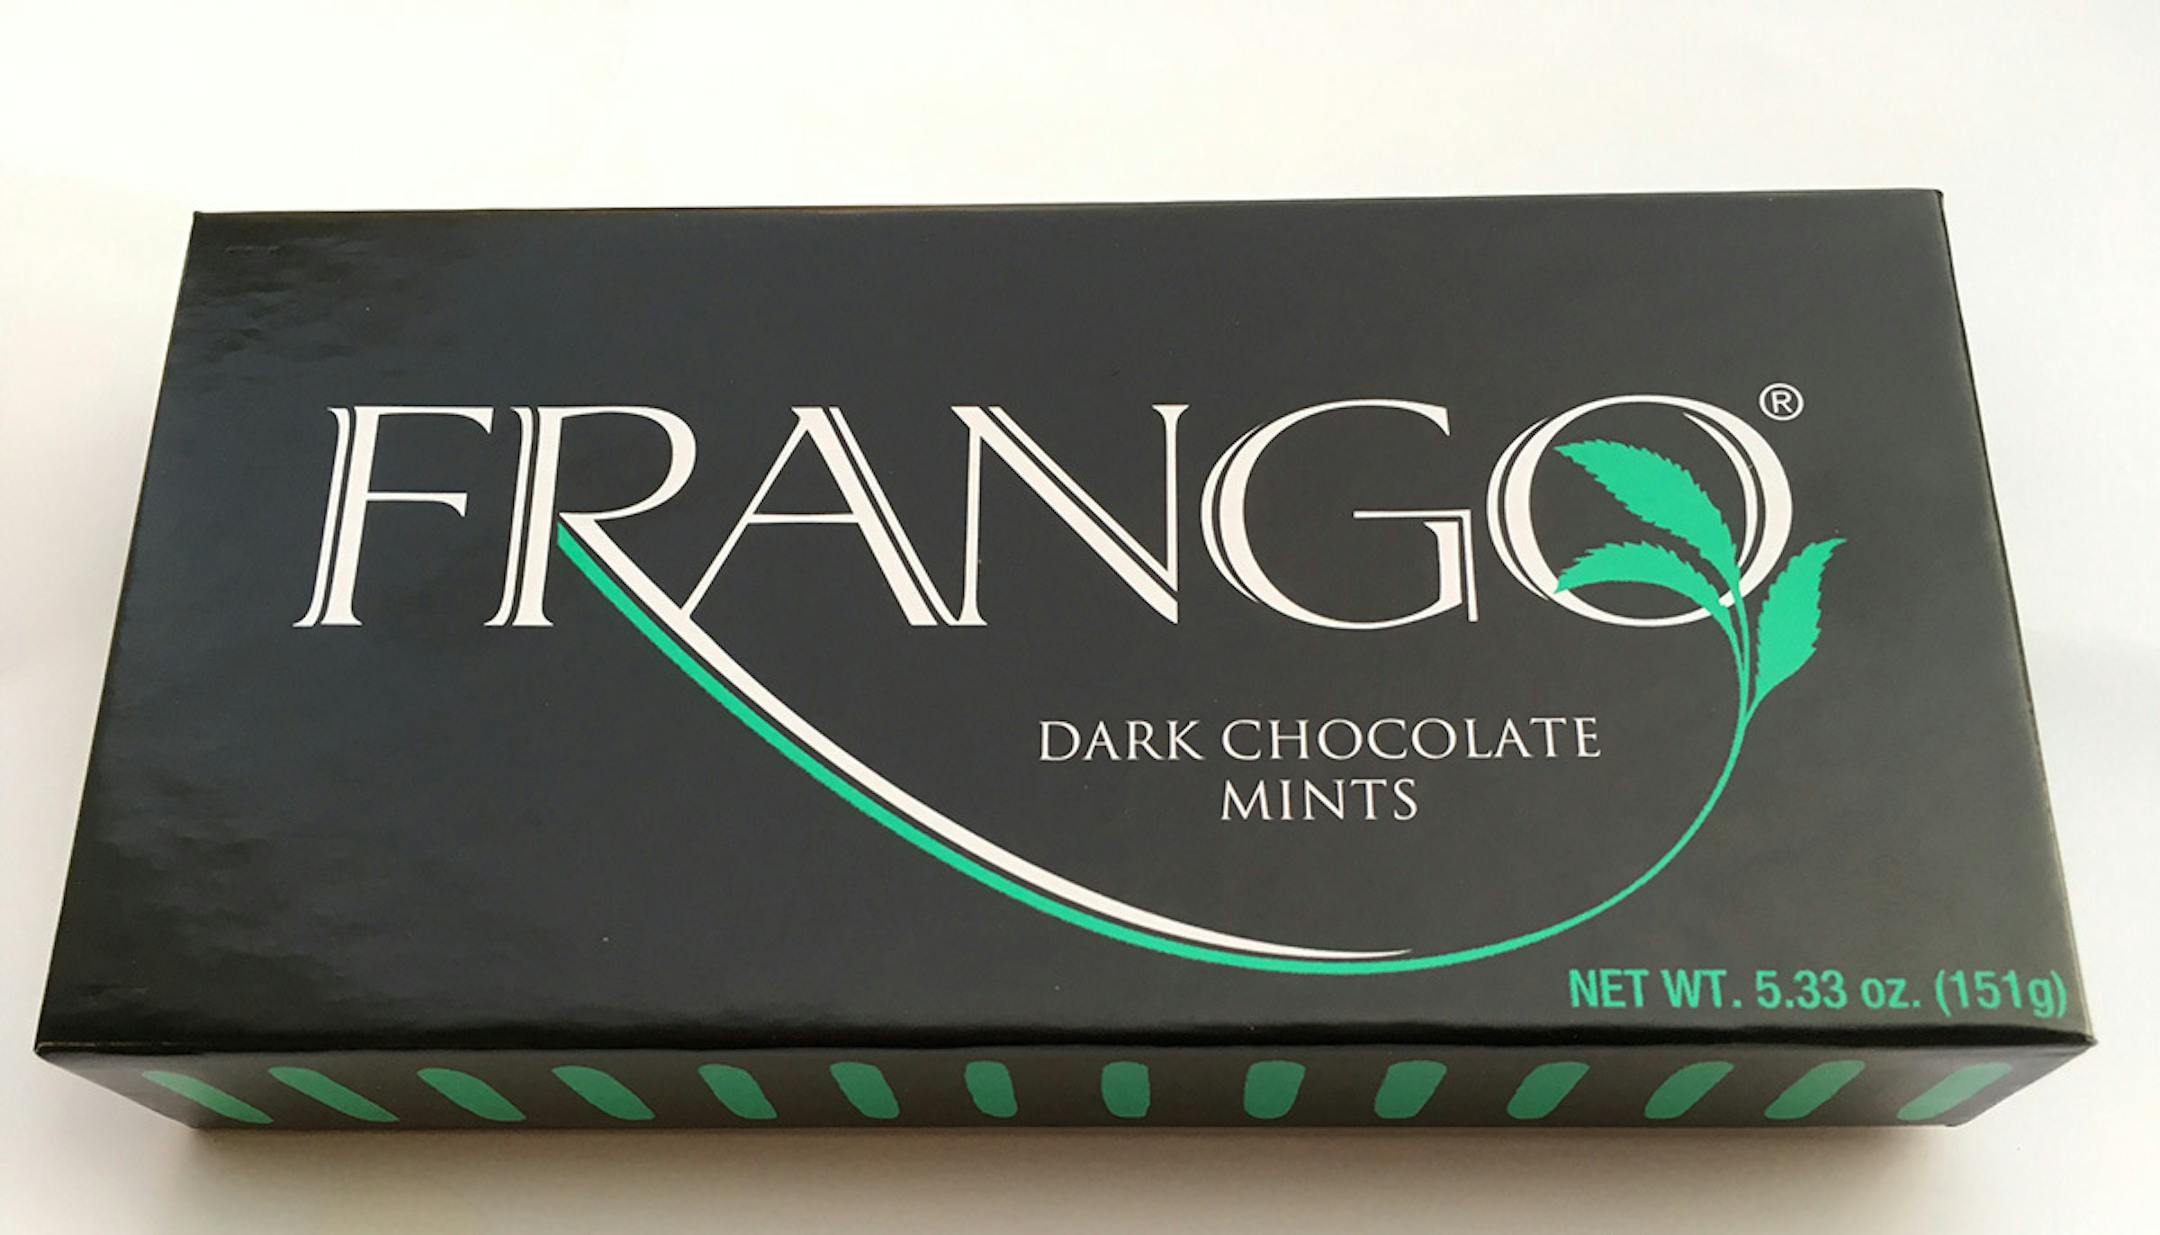 FRANGO®
DARK CHOCOLATE
MINTS
NET WT. 5.33 oz. (151g)